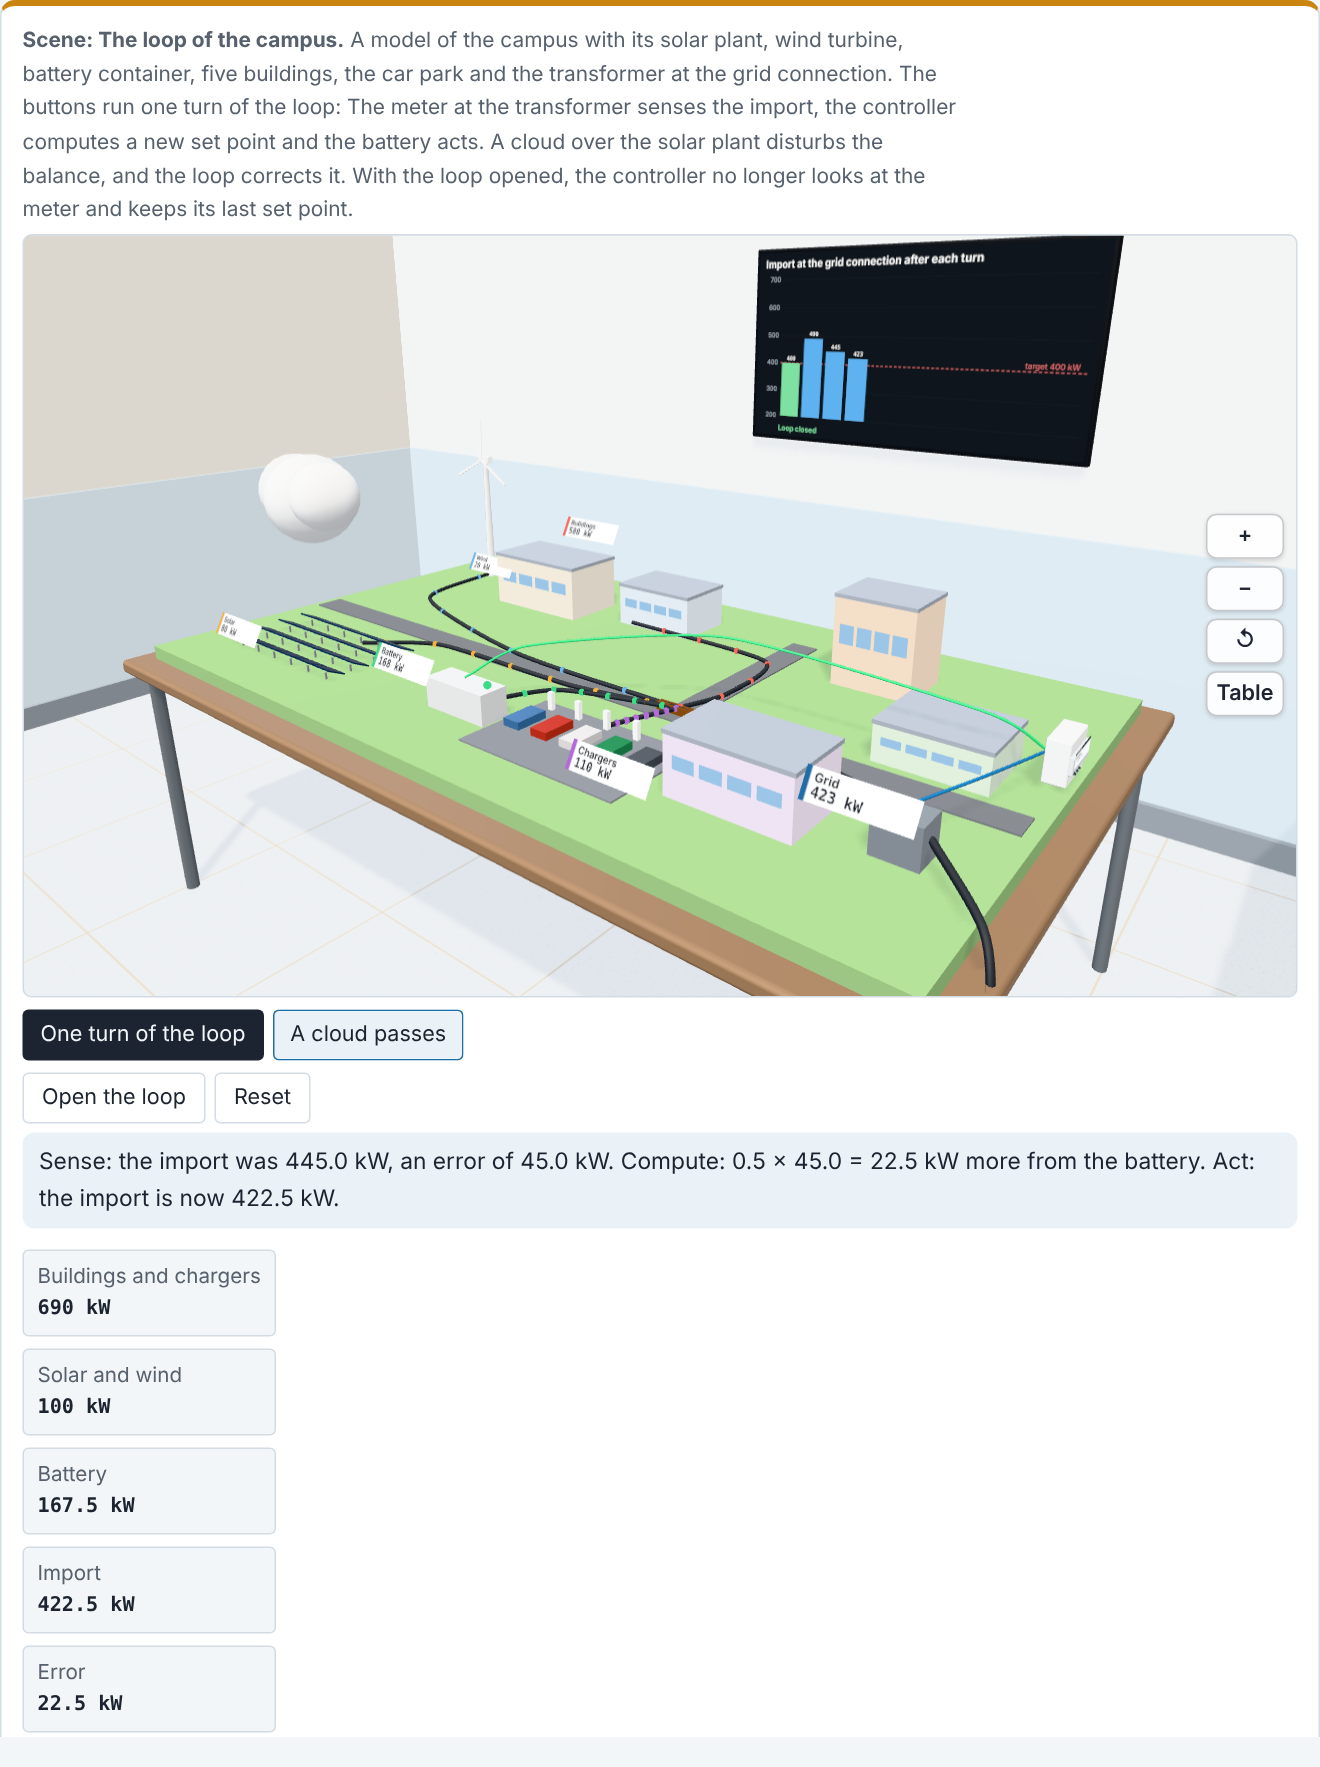 Scene: The loop of the campus. A model of the campus with its solar plant, wind turbine,
battery container, five buildings, the car park and the transformer at the grid connection. The
buttons run one turn of the loop: The meter at the transformer senses the import, the controller
computes a new set point and the battery acts. A cloud over the solar plant disturbs the
balance, and the loop corrects it. With the loop opened, the controller no longer looks at the
meter and keeps its last set point.
Import at the grid connection after each turn
700
600
500
400
300
200
400
490
445
423
target 400 kW
Loop closed
Buildings
580 kW
Wind
20 kW
Solar
80 kW
Battery
168 kW
Chargers
110 kW
Grid
423 kW
+
−
↺
Table
One turn of the loop
A cloud passes
Open the loop
Reset
Sense: the import was 445.0 kW, an error of 45.0 kW. Compute: 0.5 × 45.0 = 22.5 kW more from the battery. Act:
the import is now 422.5 kW.
Buildings and chargers
690 kW
Solar and wind
100 kW
Battery
167.5 kW
Import
422.5 kW
Error
22.5 kW